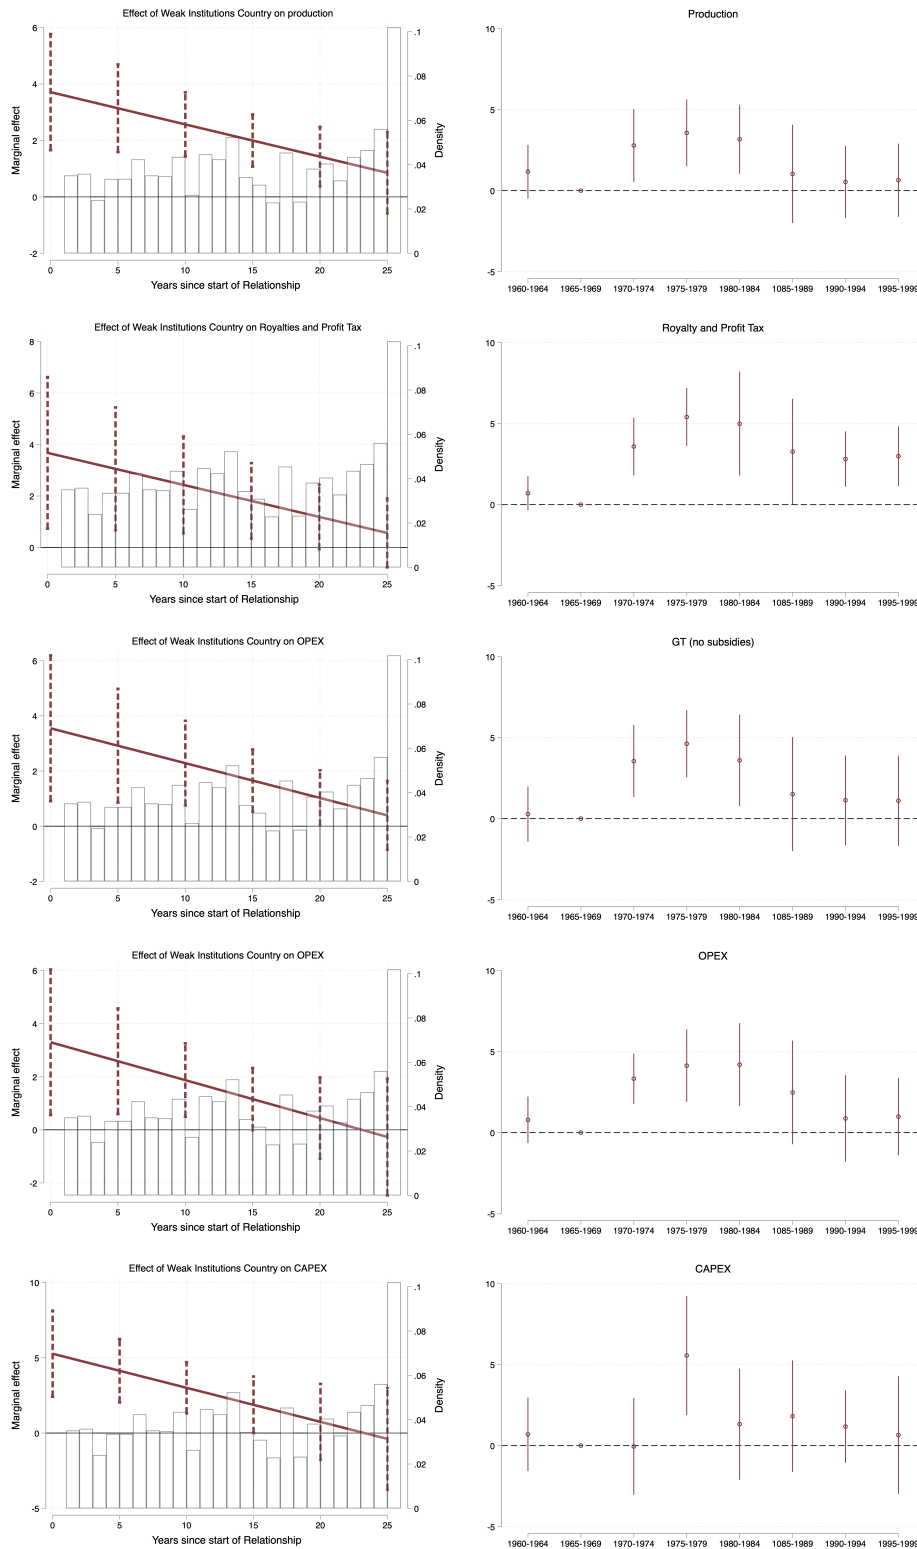 Effect of Weak Institutions Country on production
6
4
2
0
-2
Marginal effect
.1
.08
.06
.04
.02
0
Density
0 5 10 15 20 25
Years since start of Relationship
Production
10
5
0
-5
1960-1964 1965-1969 1970-1974 1975-1979 1980-1984 1085-1989 1990-1994 1995-1999
Effect of Weak Institutions Country on Royalties and Profit Tax
8
6
4
2
0
Marginal effect
.1
.08
.06
.04
.02
0
Density
0 5 10 15 20 25
Years since start of Relationship
Royalty and Profit Tax
10
5
0
-5
1960-1964 1965-1969 1970-1974 1975-1979 1980-1984 1085-1989 1990-1994 1995-1999
Effect of Weak Institutions Country on OPEX
6
4
2
0
-2
Marginal effect
.1
.08
.06
.04
.02
0
Density
0 5 10 15 20 25
Years since start of Relationship
GT (no subsidies)
10
5
0
-5
1960-1964 1965-1969 1970-1974 1975-1979 1980-1984 1085-1989 1990-1994 1995-1999
Effect of Weak Institutions Country on OPEX
6
4
2
0
-2
Marginal effect
.1
.08
.06
.04
.02
0
Density
0 5 10 15 20 25
Years since start of Relationship
OPEX
10
5
0
-5
1960-1964 1965-1969 1970-1974 1975-1979 1980-1984 1085-1989 1990-1994 1995-1999
Effect of Weak Institutions Country on CAPEX
10
5
0
-5
Marginal effect
.1
.08
.06
.04
.02
0
Density
0 5 10 15 20 25
Years since start of Relationship
CAPEX
10
5
0
-5
1960-1964 1965-1969 1970-1974 1975-1979 1980-1984 1085-1989 1990-1994 1995-1999